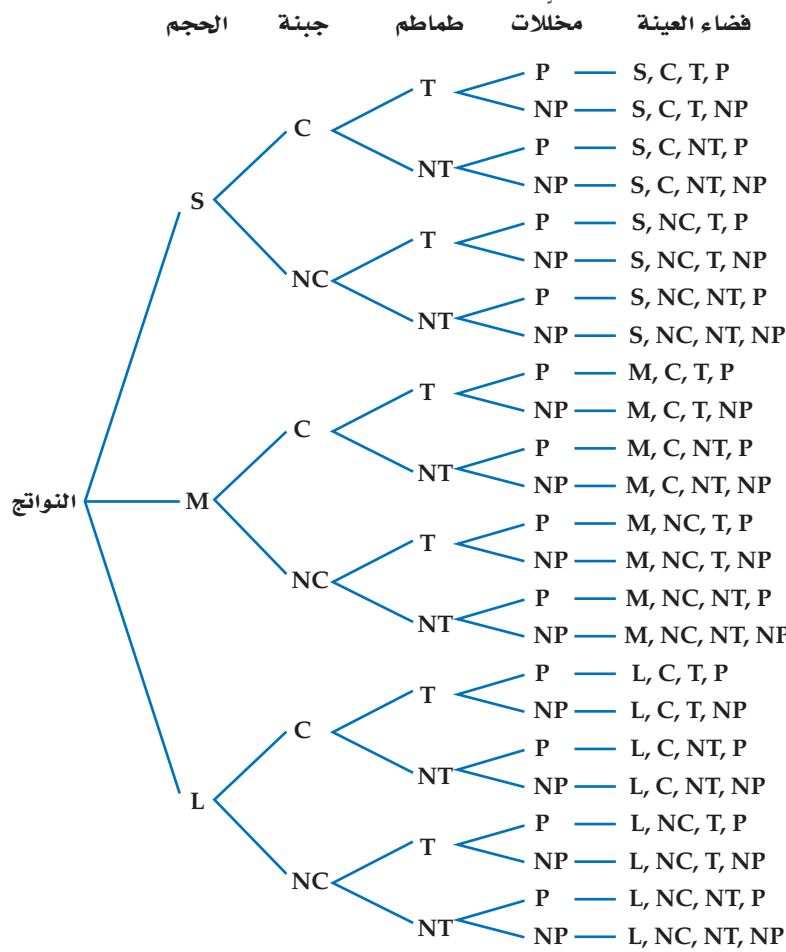 الحجم جبنة طماطم مخللات فضاء العينة
P S, C, T, P
T
NP S, C, T, NP
C
P S, C, NT, P
NT
NP S, C, NT, NP
S
P S, NC, T, P
T
NP S, NC, T, NP
NC
P S, NC, NT, P
NT
NP S, NC, NT, NP
P M, C, T, P
T
NP M, C, T, NP
C
P M, C, NT, P
NT
NP M, C, NT, NP
النواتج M
P M, NC, T, P
T
NP M, NC, T, NP
NC
P M, NC, NT, P
NT
NP M, NC, NT, NP
P L, C, T, P
T
NP L, C, T, NP
C
P L, C, NT, P
NT
NP L, C, NT, NP
L
P L, NC, T, P
T
NP L, NC, T, NP
NC
P L, NC, NT, P
NT
NP L, NC, NT, NP